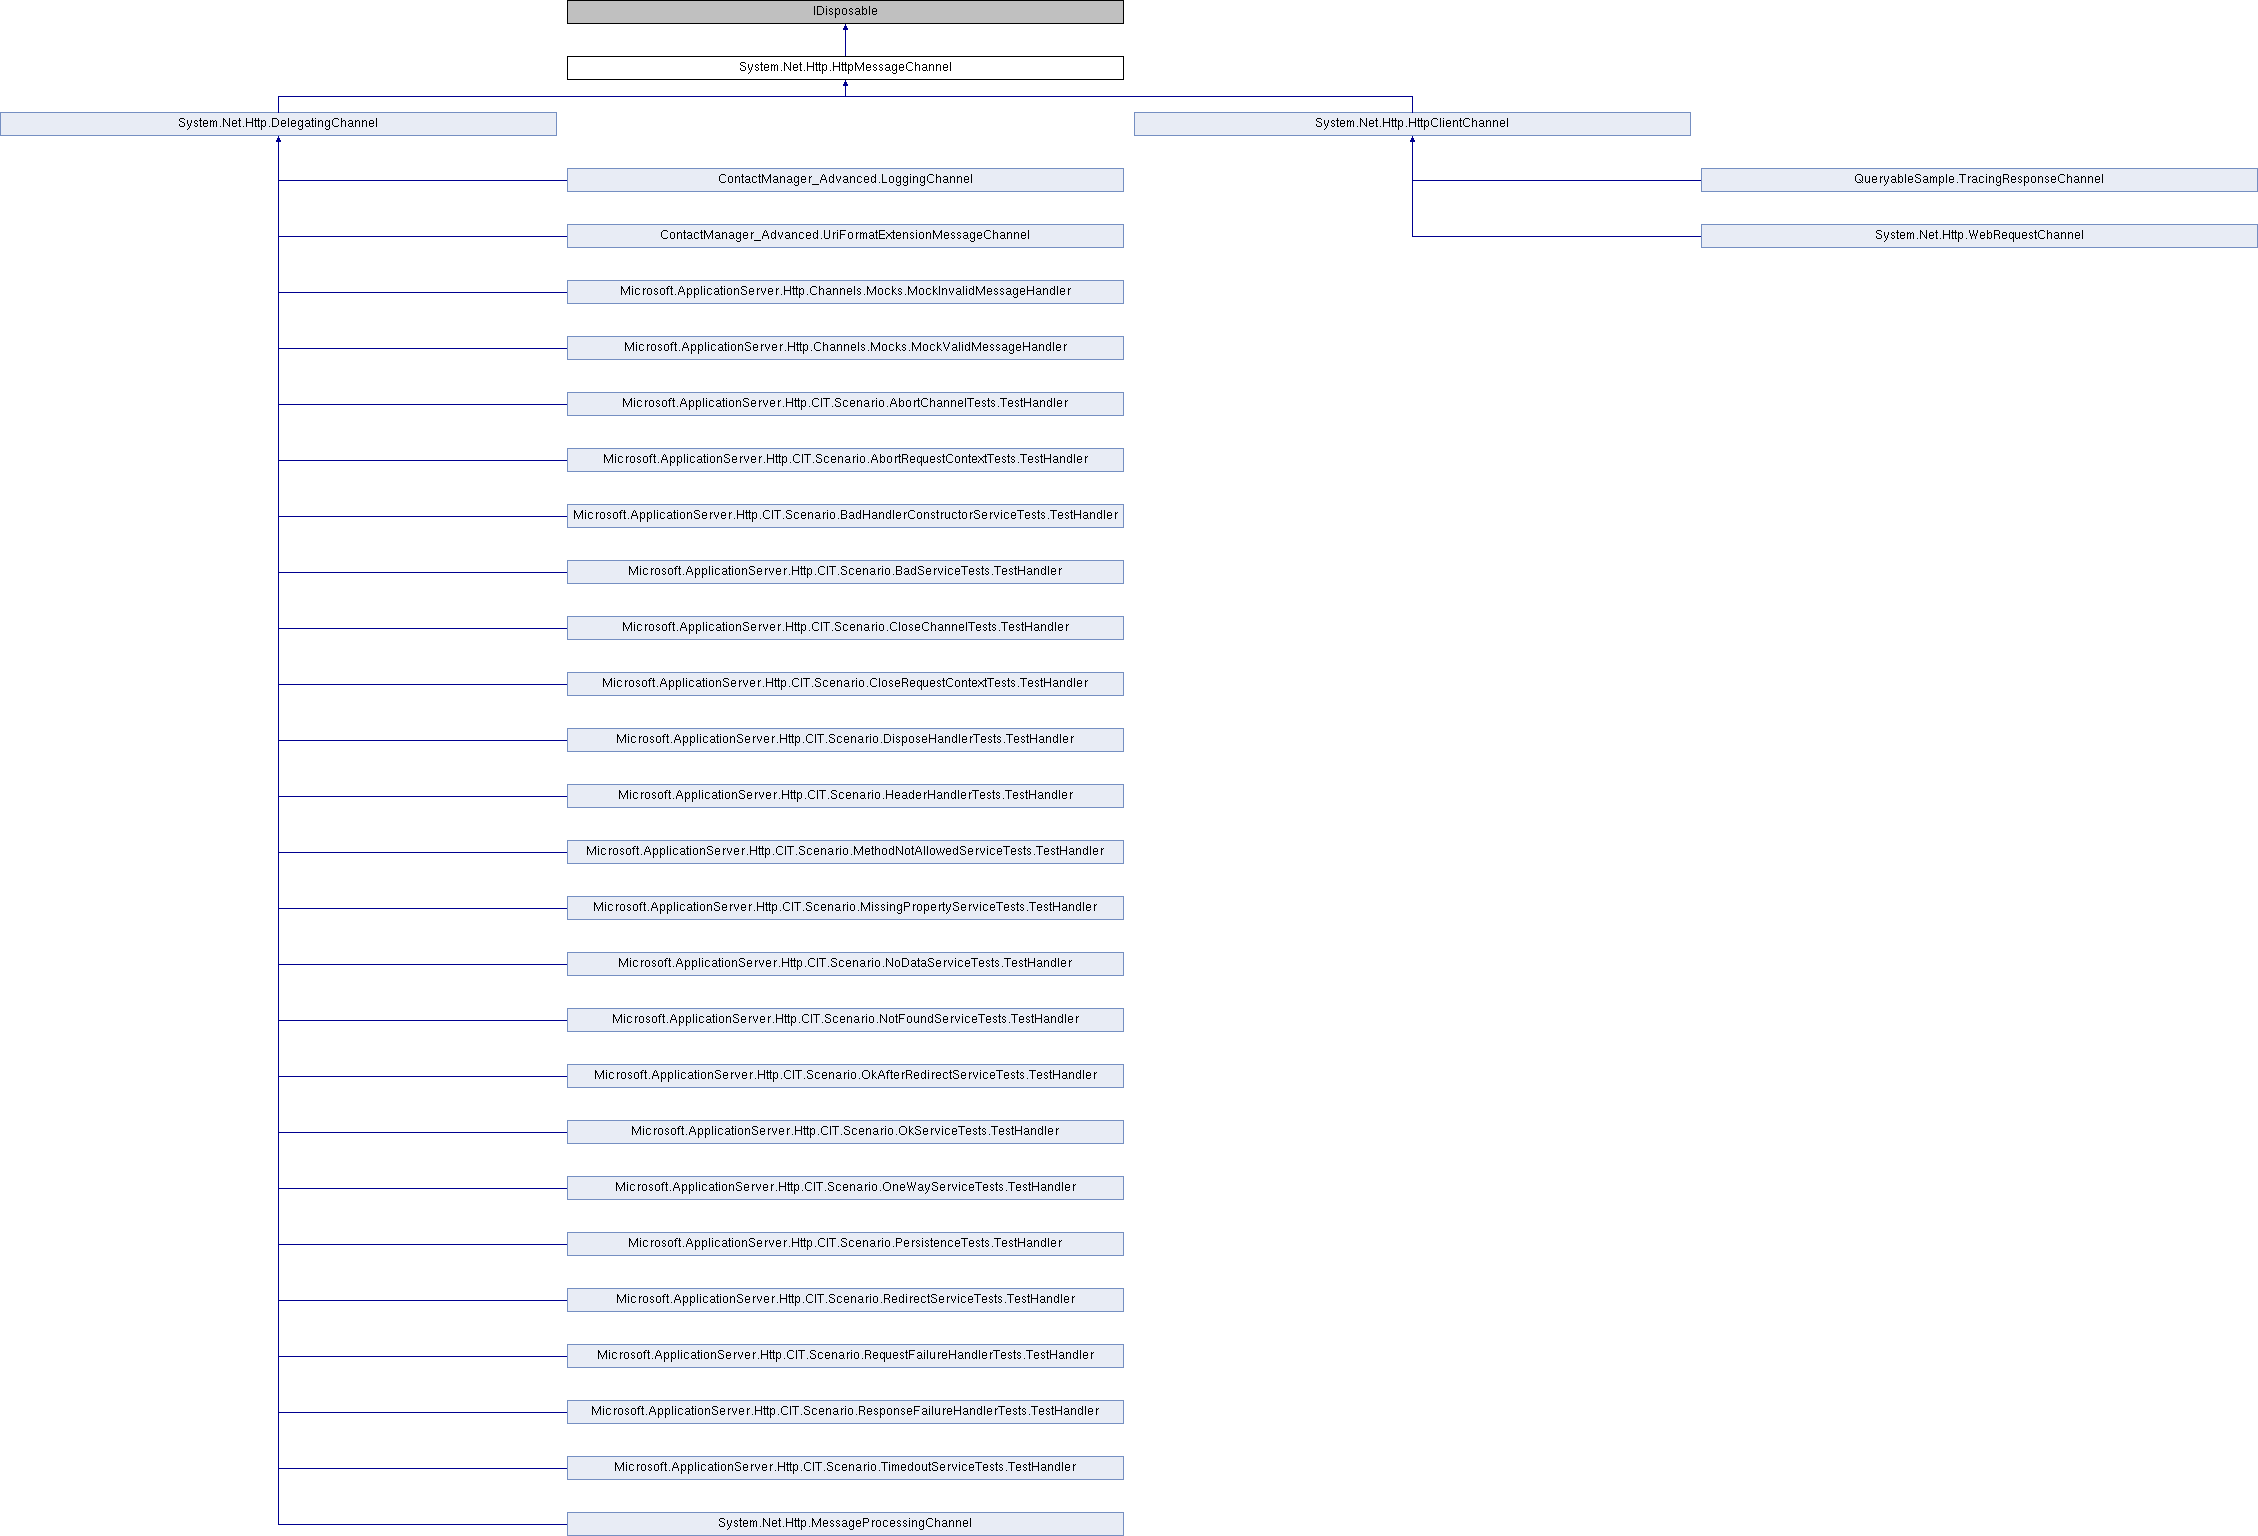 IDisposable
System.Net.Http.HttpMessageChannel
System.Net.Http.DelegatingChannel
System.Net.Http.HttpClientChannel
ContactManager_Advanced.LoggingChannel
QueryableSample.TracingResponseChannel
ContactManager_Advanced.UriFormatExtensionMessageChannel
System.Net.Http.WebRequestChannel
Microsoft.ApplicationServer.Http.Channels.Mocks.MockInvalidMessageHandler
Microsoft.ApplicationServer.Http.Channels.Mocks.MockValidMessageHandler
Microsoft.ApplicationServer.Http.CIT.Scenario.AbortChannelTests.TestHandler
Microsoft.ApplicationServer.Http.CIT.Scenario.AbortRequestContextTests.TestHandler
Microsoft.ApplicationServer.Http.CIT.Scenario.BadHandlerConstructorServiceTests.TestHandler
Microsoft.ApplicationServer.Http.CIT.Scenario.BadServiceTests.TestHandler
Microsoft.ApplicationServer.Http.CIT.Scenario.CloseChannelTests.TestHandler
Microsoft.ApplicationServer.Http.CIT.Scenario.CloseRequestContextTests.TestHandler
Microsoft.ApplicationServer.Http.CIT.Scenario.DisposeHandlerTests.TestHandler
Microsoft.ApplicationServer.Http.CIT.Scenario.HeaderHandlerTests.TestHandler
Microsoft.ApplicationServer.Http.CIT.Scenario.MethodNotAllowedServiceTests.TestHandler
Microsoft.ApplicationServer.Http.CIT.Scenario.MissingPropertyServiceTests.TestHandler
Microsoft.ApplicationServer.Http.CIT.Scenario.NoDataServiceTests.TestHandler
Microsoft.ApplicationServer.Http.CIT.Scenario.NotFoundServiceTests.TestHandler
Microsoft.ApplicationServer.Http.CIT.Scenario.OkAfterRedirectServiceTests.TestHandler
Microsoft.ApplicationServer.Http.CIT.Scenario.OkServiceTests.TestHandler
Microsoft.ApplicationServer.Http.CIT.Scenario.OneWayServiceTests.TestHandler
Microsoft.ApplicationServer.Http.CIT.Scenario.PersistenceTests.TestHandler
Microsoft.ApplicationServer.Http.CIT.Scenario.RedirectServiceTests.TestHandler
Microsoft.ApplicationServer.Http.CIT.Scenario.RequestFailureHandlerTests.TestHandler
Microsoft.ApplicationServer.Http.CIT.Scenario.ResponseFailureHandlerTests.TestHandler
Microsoft.ApplicationServer.Http.CIT.Scenario.TimedoutServiceTests.TestHandler
System.Net.Http.MessageProcessingChannel